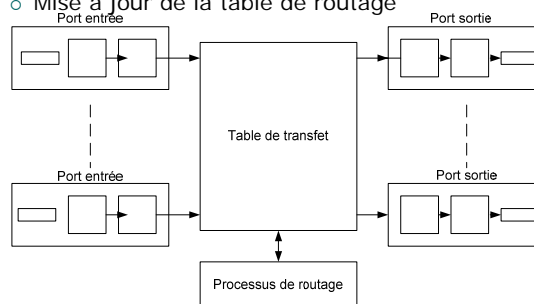 Mise à jour de la table de routage
Port entrée
Port sortie
Table de transfet
Port entrée
Port sortie
Processus de routage